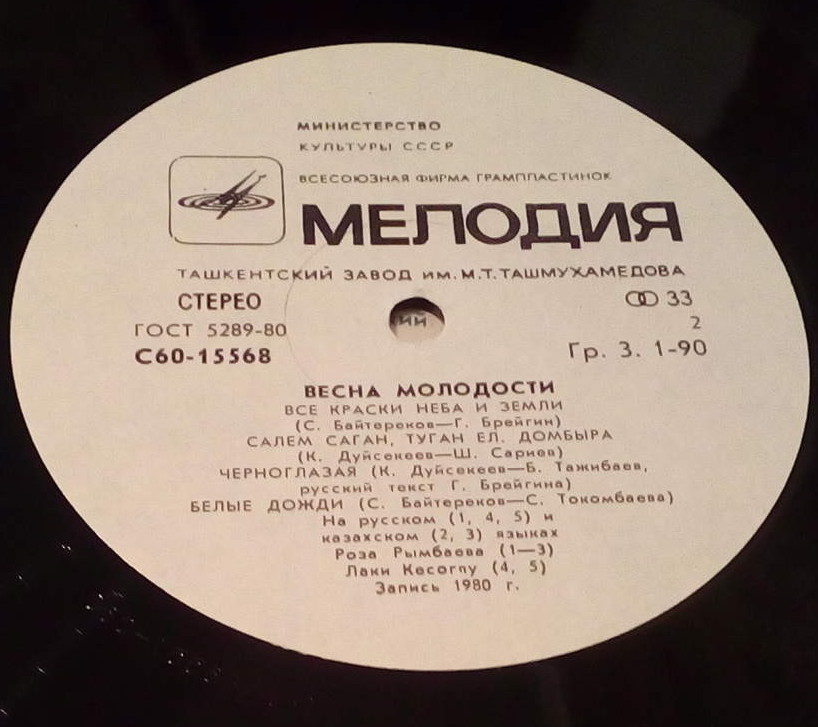 МИНИСТЕРСТВО
КУЛЬТУРЫ СССР
ВСЕСОЮЗНАЯ ФИРМА ГРАМПЛАСТИНОК
МЕЛОДИЯ
ТАШКЕНТСКИЙ ЗАВОД ИМ. М.Т. ТАШМУХАМЕДОВА
СТЕРЕО
33
ГОСТ 5289-80
2
С60-15568
Гр. 3. 1-90
ИЙ
ВЕСНА МОЛОДОСТИ
ВСЕ КРАСКИ НЕБА И ЗЕМЛИ
(С. Байтереков—Г. Брейгин)
САЛЕМ САГАН, ТУГАН ЕЛ. ДОМБЫРА
(К. Дуйсекеев—Ш. Сариев)
ЧЕРНОГЛАЗАЯ (К. Дуйсекеев—Б. Тажибаев,
русский текст Г. Брейгина)
БЕЛЫЕ ДОЖДИ (С. Байтереков—С. Токомбаева)
На русском (1, 4, 5) и
казахском (2, 3) языках
Роза Рымбаева (1—3)
Лаки Кесоглу (4, 5)
Запись 1980 г.